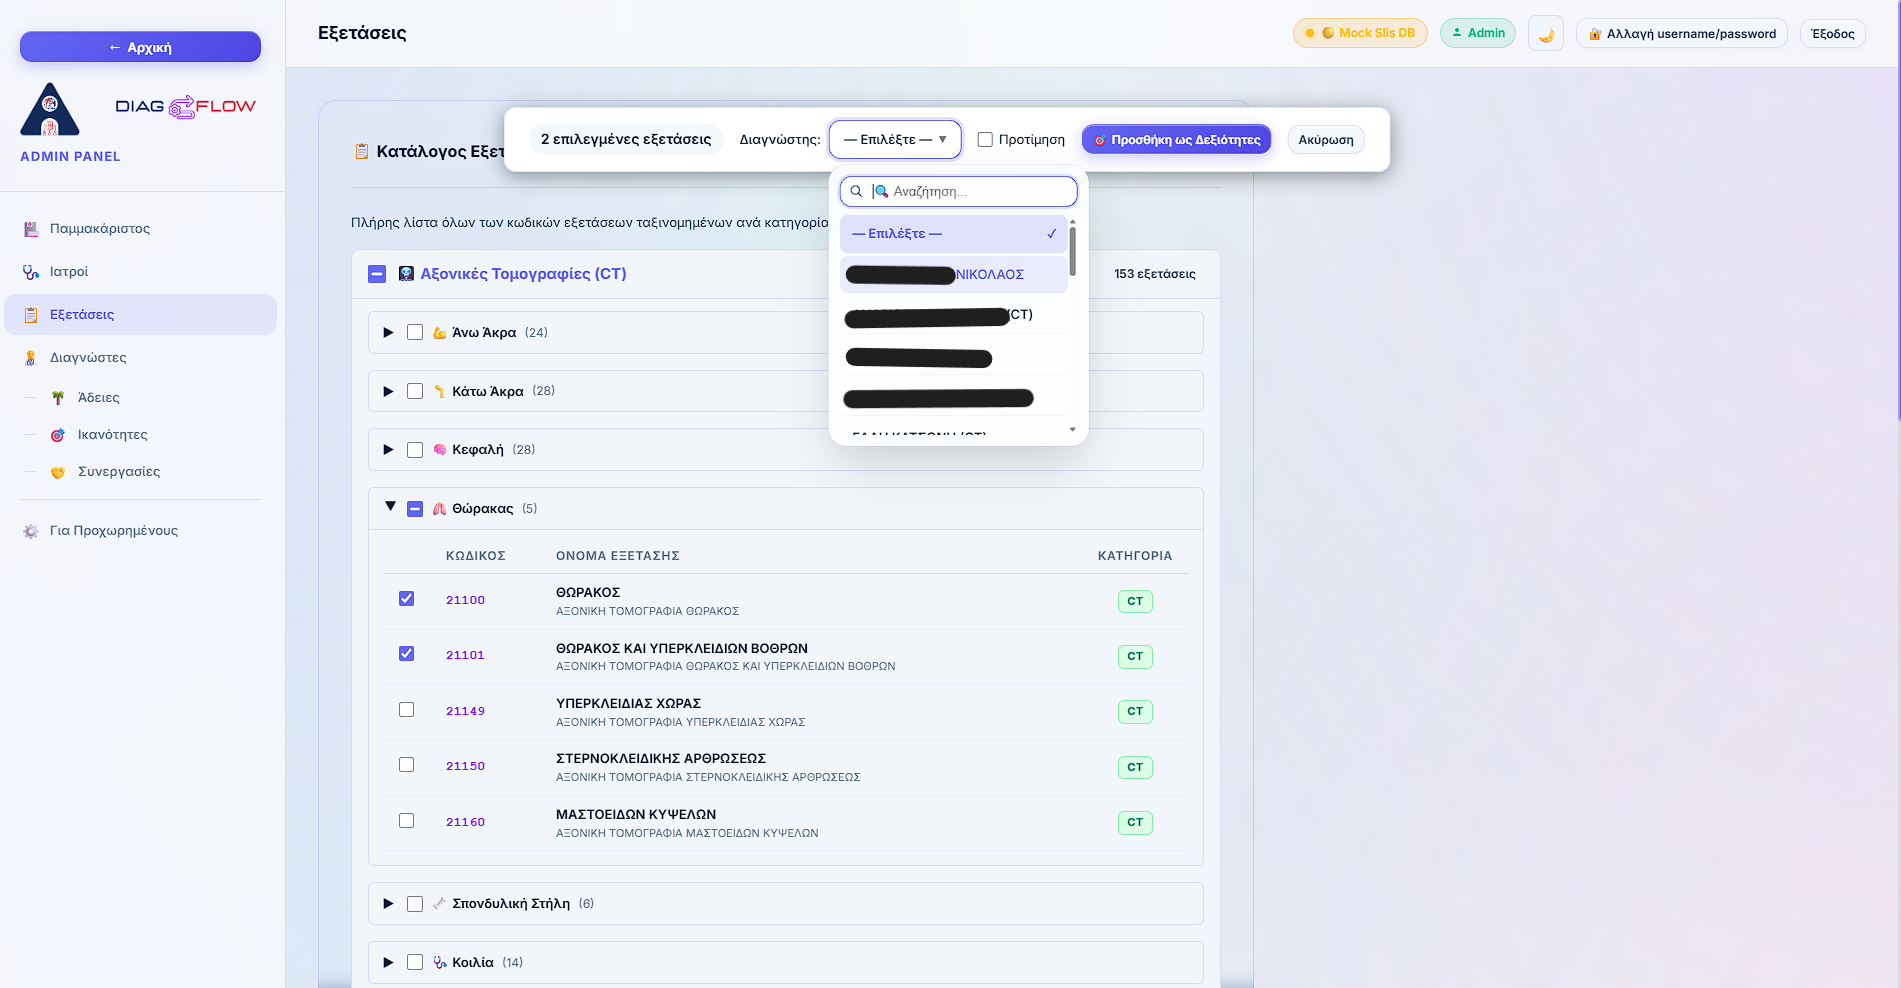 ← Αρχική
DIAG FLOW
ADMIN PANEL
Παμμακάριστος
Ιατροί
Εξετάσεις
Διαγνώστες
Άδειες
Ικανότητες
Συνεργασίες
Για Προχωρημένους
Εξετάσεις
Mock Slis DB
Admin
Αλλαγή username/password
Έξοδος
2 επιλεγμένες εξετάσεις
Διαγνώστης:
— Επιλέξτε —
Προτίμηση
Προσθήκη ως Δεξιότητες
Ακύρωση
Αναζήτηση...
— Επιλέξτε —
ΝΙΚΟΛΑΟΣ
(CT)
Κατάλογος Εξετ
Πλήρης λίστα όλων των κωδικών εξετάσεων ταξινομημένων ανά κατηγορία
Αξονικές Τομογραφίες (CT)
153 εξετάσεις
Άνω Άκρα (24)
Κάτω Άκρα (28)
Κεφαλή (28)
Θώρακας (5)
ΚΩΔΙΚΟΣ ΟΝΟΜΑ ΕΞΕΤΑΣΗΣ ΚΑΤΗΓΟΡΙΑ
21100 ΘΩΡΑΚΟΣ CT
ΑΞΟΝΙΚΗ ΤΟΜΟΓΡΑΦΙΑ ΘΩΡΑΚΟΣ
21101 ΘΩΡΑΚΟΣ ΚΑΙ ΥΠΕΡΚΛΕΙΔΙΩΝ ΒΟΘΡΩΝ CT
ΑΞΟΝΙΚΗ ΤΟΜΟΓΡΑΦΙΑ ΘΩΡΑΚΟΣ ΚΑΙ ΥΠΕΡΚΛΕΙΔΙΩΝ ΒΟΘΡΩΝ
21149 ΥΠΕΡΚΛΕΙΔΙΑΣ ΧΩΡΑΣ CT
ΑΞΟΝΙΚΗ ΤΟΜΟΓΡΑΦΙΑ ΥΠΕΡΚΛΕΙΔΙΑΣ ΧΩΡΑΣ
21150 ΣΤΕΡΝΟΚΛΕΙΔΙΚΗΣ ΑΡΘΡΩΣΕΩΣ CT
ΑΞΟΝΙΚΗ ΤΟΜΟΓΡΑΦΙΑ ΣΤΕΡΝΟΚΛΕΙΔΙΚΗΣ ΑΡΘΡΩΣΕΩΣ
21160 ΜΑΣΤΟΕΙΔΩΝ ΚΥΨΕΛΩΝ CT
ΑΞΟΝΙΚΗ ΤΟΜΟΓΡΑΦΙΑ ΜΑΣΤΟΕΙΔΩΝ ΚΥΨΕΛΩΝ
Σπονδυλική Στήλη (6)
Κοιλία (14)